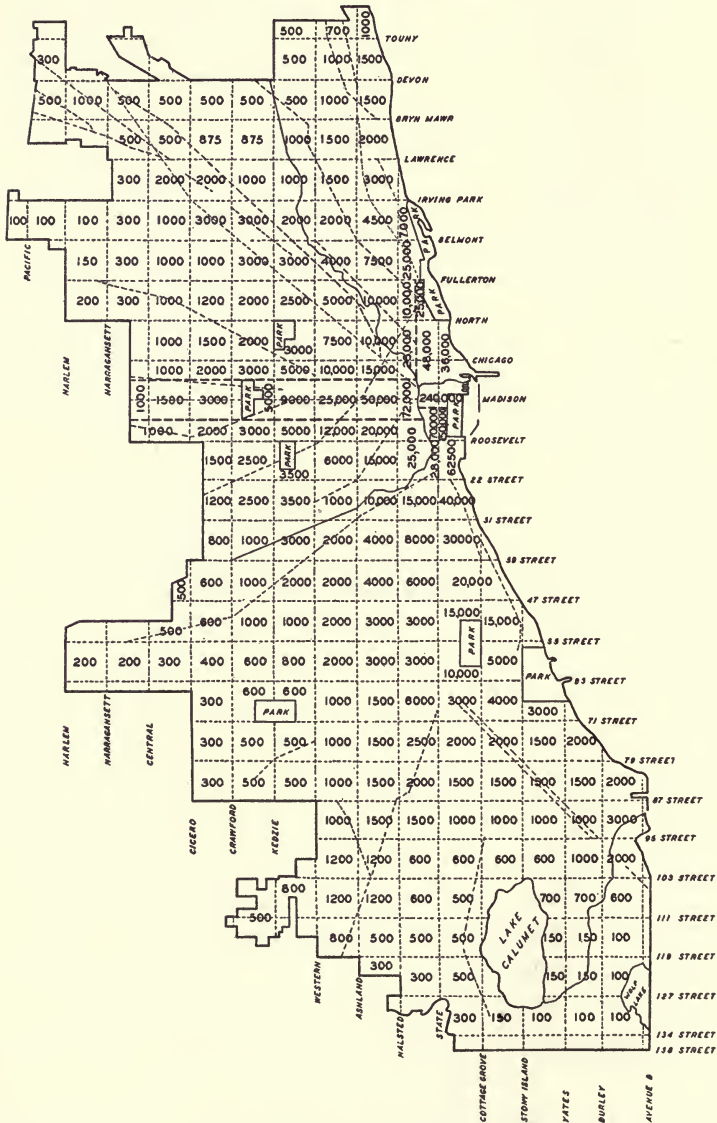 500 700 1000
TOUHY
300 500 1000 1500
DEVON
500 1000 500 500 500 500 500 1000 1500
BRYN MAWR
500 500 875 875 1000 1500 2000
LAWRENCE
300 2000 2000 1000 1000 1500 3000
IRVING PARK
100 100 100 300 1000 3000 3000 2000 2000 4500 7000 PARK
BELMONT
PACIFIC
150 300 1000 1000 3000 3000 4000 7500 25,000
FULLERTON
200 300 1000 1200 2000 2500 5000 10,000 10,000 25,000 PARK
NORTH
HARLEM
NARRAGANSETT
1000 1500 2000 PARK 3000 7500 10,000 48,000 36,000
CHICAGO
1000 2000 3000 5000 10,000 15,000
1000 1500 3000 PARK 5000 9000 25,000 50,000 72,000 240,000 PARK
MADISON
2000 3000 5000 12,000 20,000
ROOSEVELT
1500 2500 PARK 3500 6000 15,000 25,000 28,000 62500
22 STREET
1200 2500 3500 1000 10,000 15,000 40,000
31 STREET
800 1000 3000 2000 4000 8000 30000
39 STREET
500 600 1000 2000 2000 4000 6000 20,000
47 STREET
500 600 1000 1000 2000 3000 3000 15,000 15,000
55 STREET
200 200 300 400 600 800 2000 3000 3000 PARK 10,000 5000 PARK
63 STREET
300 600 600 PARK 1000 1500 6000 3000 4000 3000
71 STREET
300 500 500 1000 1500 2500 2000 2000 1500 2000
79 STREET
HARLEM
NARRAGANSETT
CENTRAL
300 500 500 1000 1500 2000 1500 1500 1500 1500 2000
87 STREET
1000 1500 1500 1000 1000 1000 1000 3000
95 STREET
CICERO
CRAWFORD
KEDZIE
1200 1200 600 600 600 600 1000 2000
103 STREET
800 500 1200 1200 600 500 700 700 600
111 STREET
LAKE CALUMET
800 500 500 500 150 150 100
119 STREET
300 300 500 150 150 100
127 STREET
WOLF LAKE
300 150 100 100 100
134 STREET
138 STREET
WESTERN
ASHLAND
HALSTED
STATE
COTTAGE GROVE
STONY ISLAND
YATES
BURLEY
AVENUE B